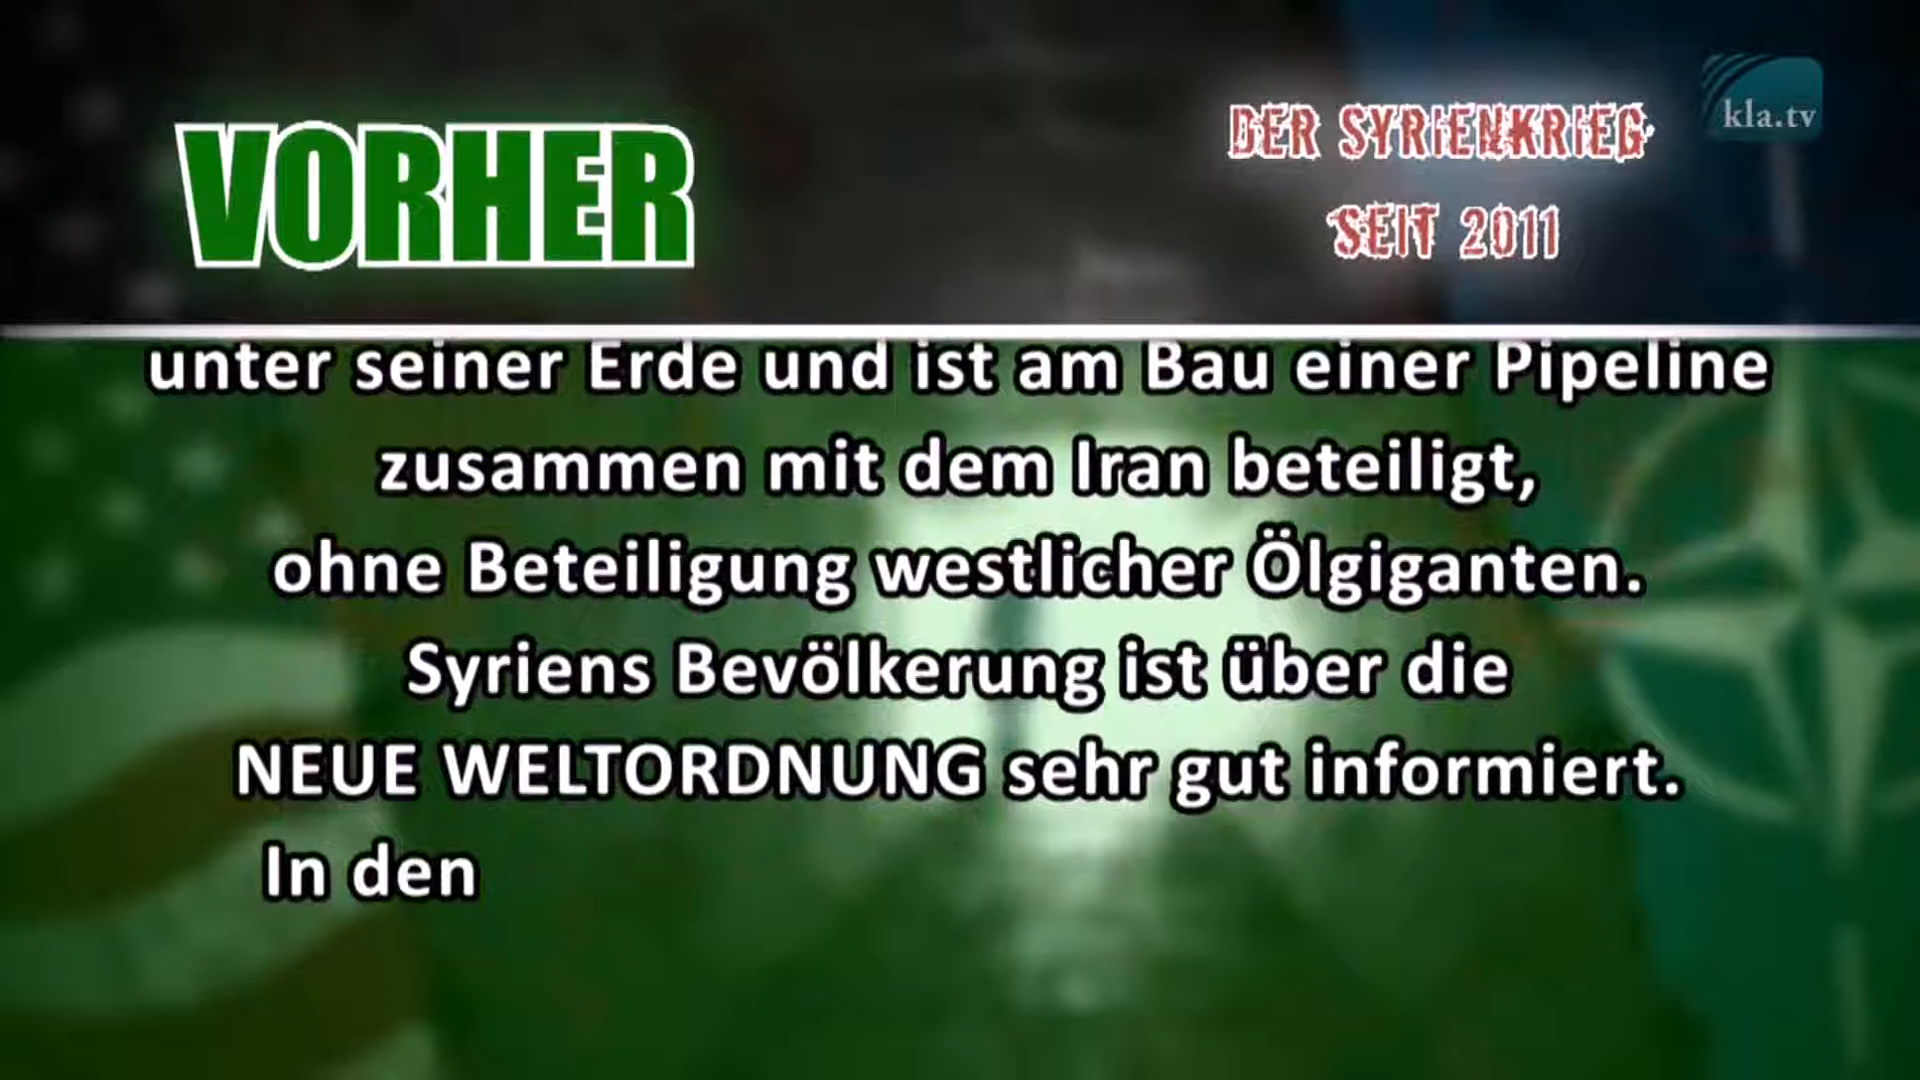 VORHER
DER SYRIENKRIEG
SEIT 2011
kla.tv
unter seiner Erde und ist am Bau einer Pipeline
zusammen mit dem Iran beteiligt,
ohne Beteiligung westlicher Ölgiganten.
Syriens Bevölkerung ist über die
NEUE WELTORDNUNG sehr gut informiert.
In den